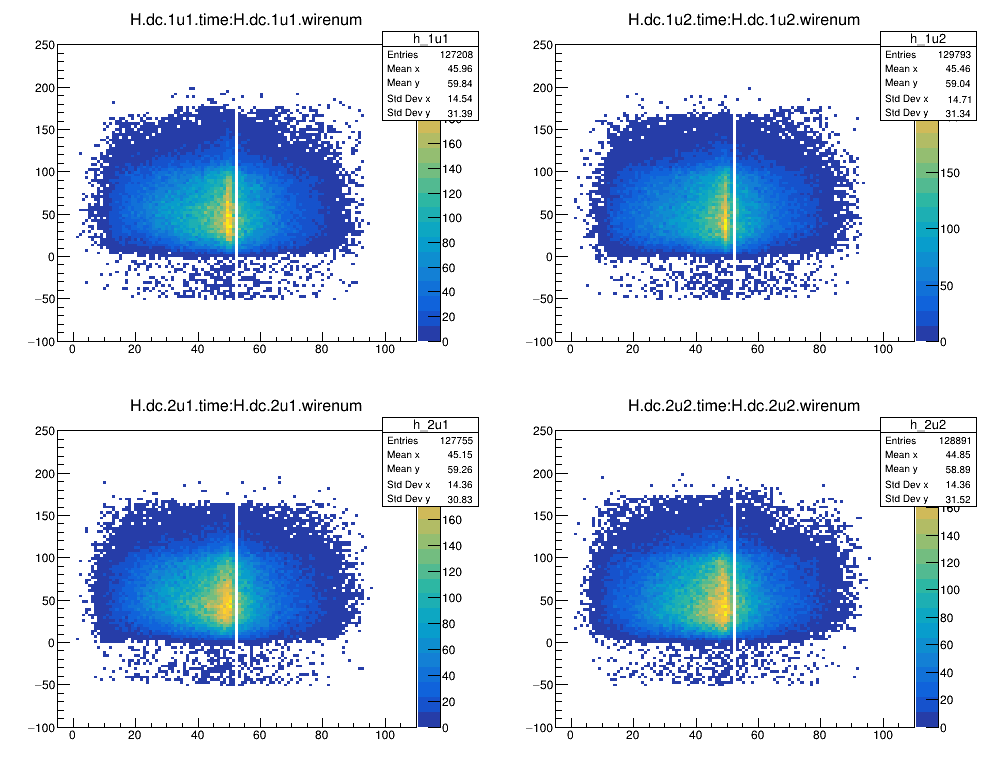 H.dc.1u1.time:H.dc.1u1.wirenum
h_1u1
Entries 127208
Mean x 45.96
Mean y 59.84
Std Dev x 14.54
Std Dev y 31.39
250
200
150
100
50
0
−50
−100
0 20 40 60 80 100
160
140
120
100
80
60
40
20
0
H.dc.1u2.time:H.dc.1u2.wirenum
h_1u2
Entries 129793
Mean x 45.46
Mean y 59.04
Std Dev x 14.71
Std Dev y 31.34
250
200
150
100
50
0
−50
−100
0 20 40 60 80 100
150
100
50
0
H.dc.2u1.time:H.dc.2u1.wirenum
h_2u1
Entries 127755
Mean x 45.15
Mean y 59.26
Std Dev x 14.36
Std Dev y 30.83
250
200
150
100
50
0
−50
−100
0 20 40 60 80 100
160
140
120
100
80
60
40
20
0
H.dc.2u2.time:H.dc.2u2.wirenum
h_2u2
Entries 128891
Mean x 44.85
Mean y 58.89
Std Dev x 14.36
Std Dev y 31.52
250
200
150
100
50
0
−50
−100
0 20 40 60 80 100
160
140
120
100
80
60
40
20
0